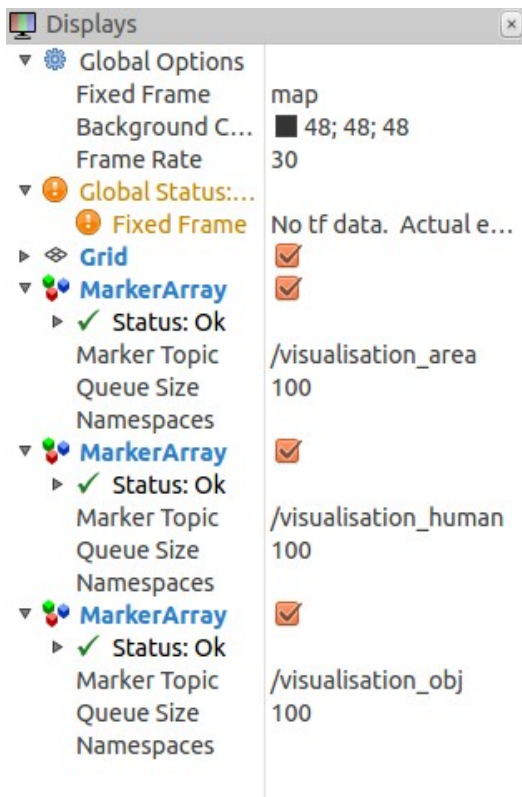 Displays
Global Options
Fixed Frame map
Background C... 48; 48; 48
Frame Rate 30
Global Status:...
Fixed Frame No tf data. Actual e...
Grid
MarkerArray
Status: Ok
Marker Topic /visualisation_area
Queue Size 100
Namespaces
MarkerArray
Status: Ok
Marker Topic /visualisation_human
Queue Size 100
Namespaces
MarkerArray
Status: Ok
Marker Topic /visualisation_obj
Queue Size 100
Namespaces